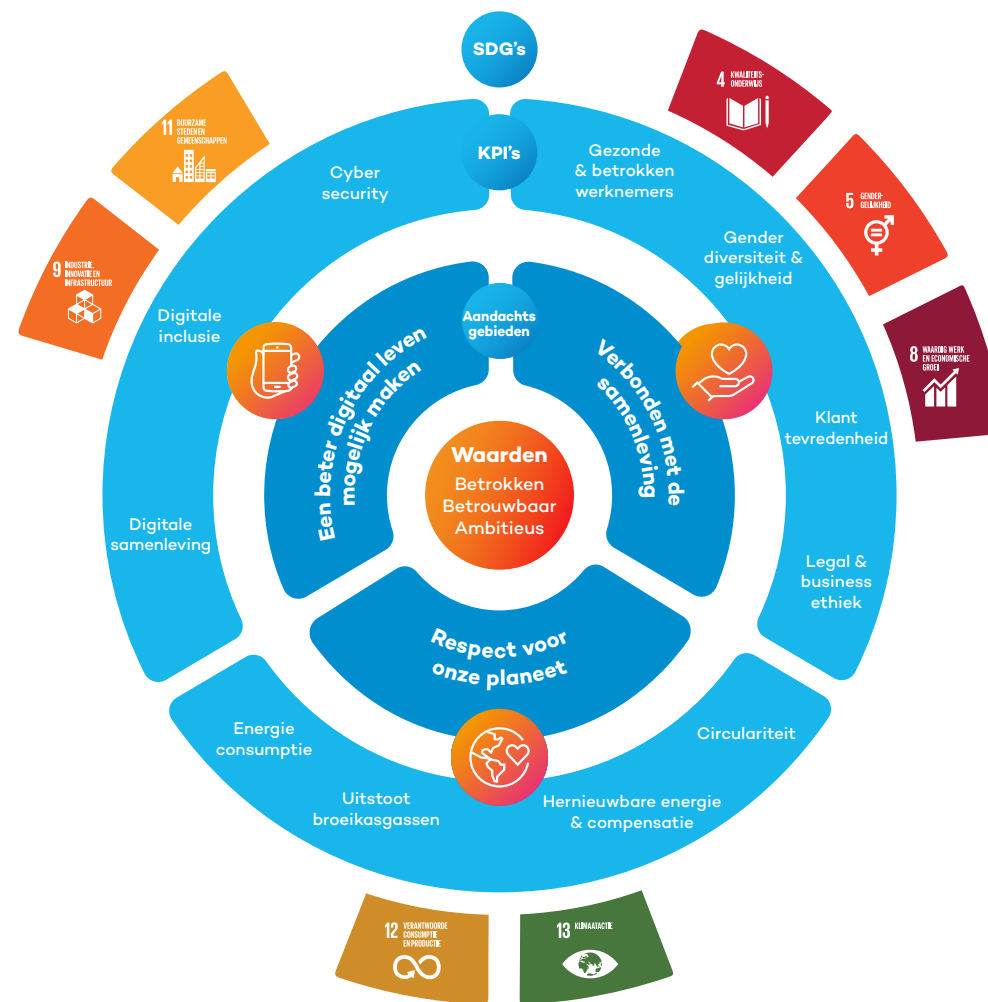 SDG's
KPI's
Aandachts
gebieden
Waarden
Betrokken
Betrouwbaar
Ambitieus
Een beter digitaal leven
mogelijk maken
Verbonden met de
samenleving
Respect voor
onze planeet
Cyber
security
Digitale
inclusie
Digitale
samenleving
Gezonde
& betrokken
werknemers
Gender
diversiteit &
gelijkheid
Klant
tevredenheid
Legal &
business
ethiek
Circulariteit
Hernieuwbare energie
& compensatie
Uitstoot
broeikasgassen
Energie
consumptie
11 DUURZAME
STEDEN EN
GEMEENSCHAPPEN
9 INDUSTRIE,
INNOVATIE EN
INFRASTRUCTUUR
4 KWALITEITS-
ONDERWIJS
5 GENDER-
GELIJKHEID
8 WAARDIG WERK
EN ECONOMISCHE
GROEI
12 VERANTWOORDE
CONSUMPTIE
EN PRODUCTIE
13 KLIMAATACTIE